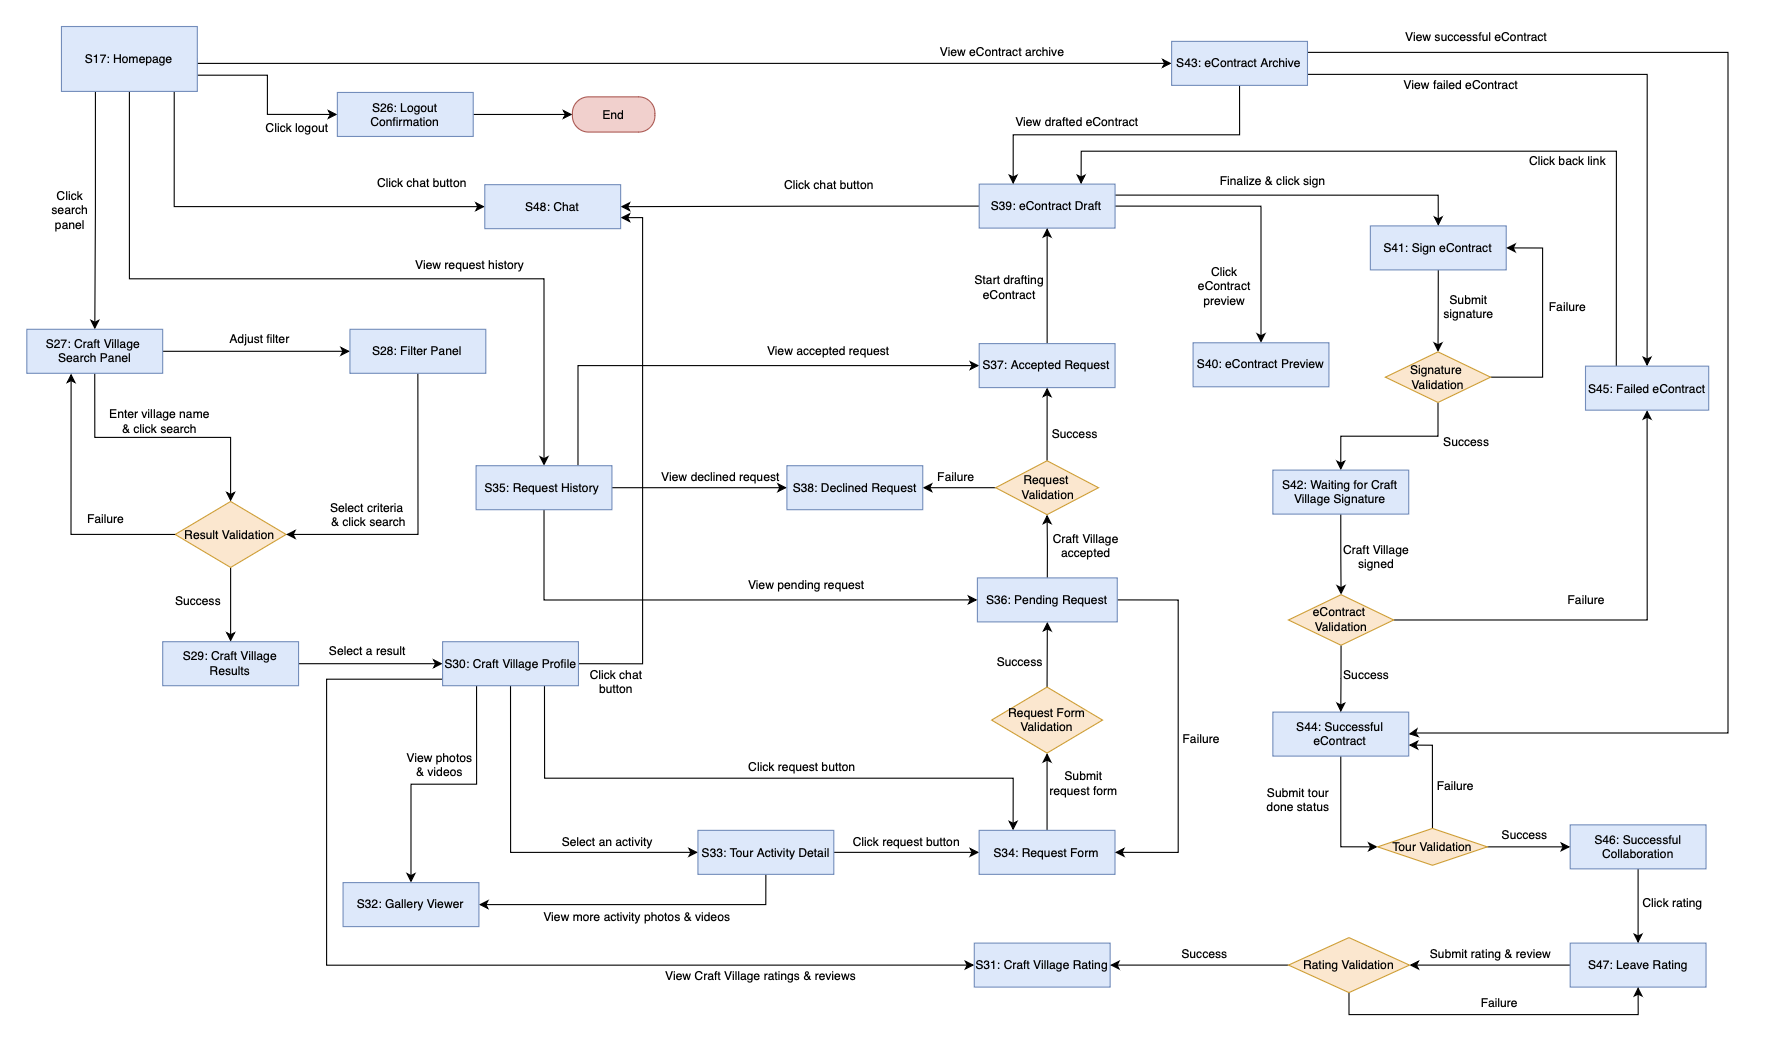 S17: Homepage
View eContract archive
S43: eContract Archive
View successful eContract
View failed eContract
Click logout
S26: Logout
Confirmation
End
View drafted eContract
Click back link
Click
search
panel
Click chat button
S48: Chat
Click chat button
S39: eContract Draft
Finalize & click sign
S41: Sign eContract
View request history
Start drafting
eContract
Click
eContract
preview
Submit
signature
Failure
S27: Craft Village
Search Panel
Adjust filter
S28: Filter Panel
View accepted request
S37: Accepted Request
S40: eContract Preview
Signature
Validation
S45: Failed eContract
Enter village name
& click search
Success
Success
S35: Request History
View declined request
S38: Declined Request
Failure
Request
Validation
S42: Waiting for Craft
Village Signature
Failure
Result Validation
Select criteria
& click search
Craft Village
accepted
Craft Village
signed
Success
View pending request
S36: Pending Request
eContract
Validation
Failure
S29: Craft Village
Results
Select a result
S30: Craft Village Profile
Click chat
button
Success
Success
Request Form
Validation
Failure
S44: Successful
eContract
View photos
& videos
Click request button
Submit
request form
Submit tour
done status
Failure
Select an activity
S33: Tour Activity Detail
Click request button
S34: Request Form
Tour Validation
Success
S46: Successful
Collaboration
S32: Gallery Viewer
View more activity photos & videos
Click rating
View Craft Village ratings & reviews
S31: Craft Village Rating
Success
Rating Validation
Submit rating & review
S47: Leave Rating
Failure